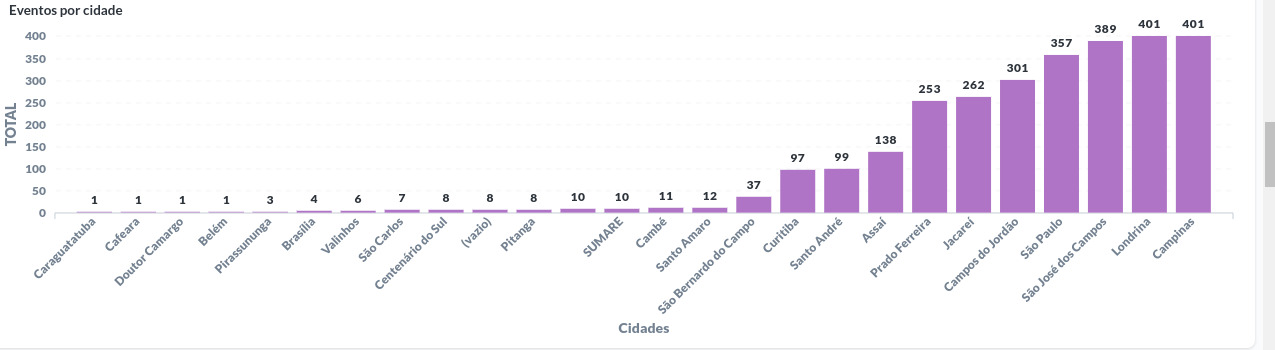 Eventos por cidade
TOTAL
400
350
300
250
200
150
100
50
0
1
1
1
1
3
4
6
7
8
8
8
10
10
11
12
37
97
99
138
253
262
301
357
389
401
401
Caraguatatuba
Cafeara
Doutor Camargo
Belém
Pirassununga
Brasília
Valinhos
São Carlos
Centenário do Sul
(vazio)
Pitanga
SUMARE
Cambé
Santo Amaro
São Bernardo do Campo
Curitiba
Santo André
Assaí
Prado Ferreira
Jacareí
Campos do Jordão
São Paulo
São José dos Campos
Londrina
Campinas
Cidades